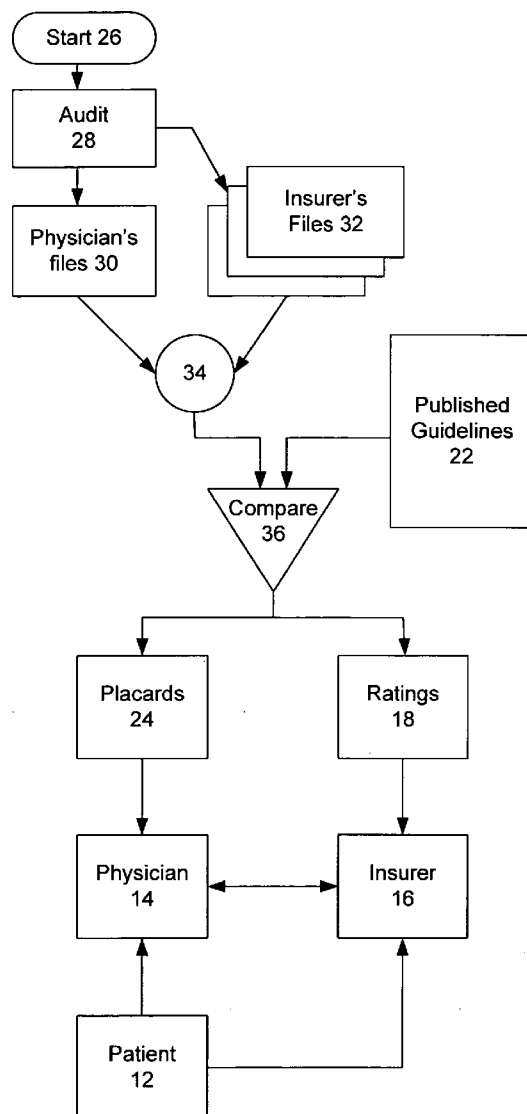 Start 26
Audit
28
Physician's
files 30
Insurer's
Files 32
34
Published
Guidelines
22
Compare
36
Placards
24
Ratings
18
Physician
14
Insurer
16
Patient
12